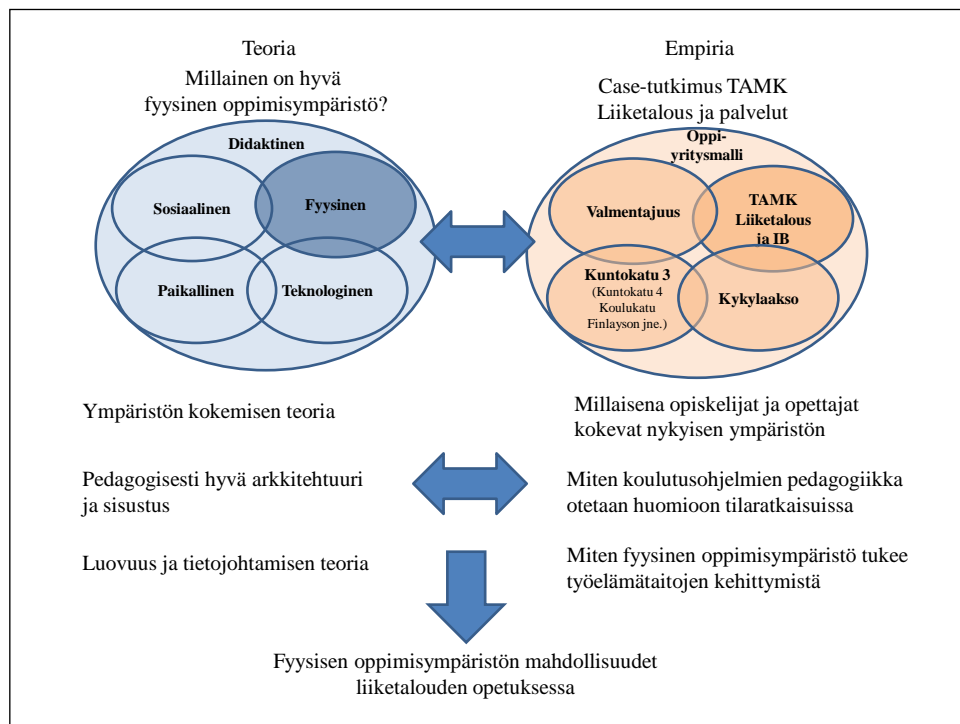 Teoria
Millainen on hyvä
fyysinen oppimisympäristö?
Didaktinen
Sosiaalinen
Fyysinen
Paikallinen
Teknologinen
Empiria
Case-tutkimus TAMK
Liiketalous ja palvelut
Oppi-
yritysmalli
Valmentajuus
TAMK
Liiketalous
ja IB
Kuntokatu 3
(Kuntokatu 4
Koulukatu
Finlayson jne.)
Kykylaakso
Ympäristön kokemisen teoria
Millaisena opiskelijat ja opettajat
kokevat nykyisen ympäristön
Pedagogisesti hyvä arkkitehtuuri
ja sisustus
Miten koulutusohjelmien pedagogiikka
otetaan huomioon tilaratkaisuissa
Luovuus ja tietojohtamisen teoria
Miten fyysinen oppimisympäristö tukee
työelämätaitojen kehittymistä
Fyysisen oppimisympäristön mahdollisuudet
liiketalouden opetuksessa